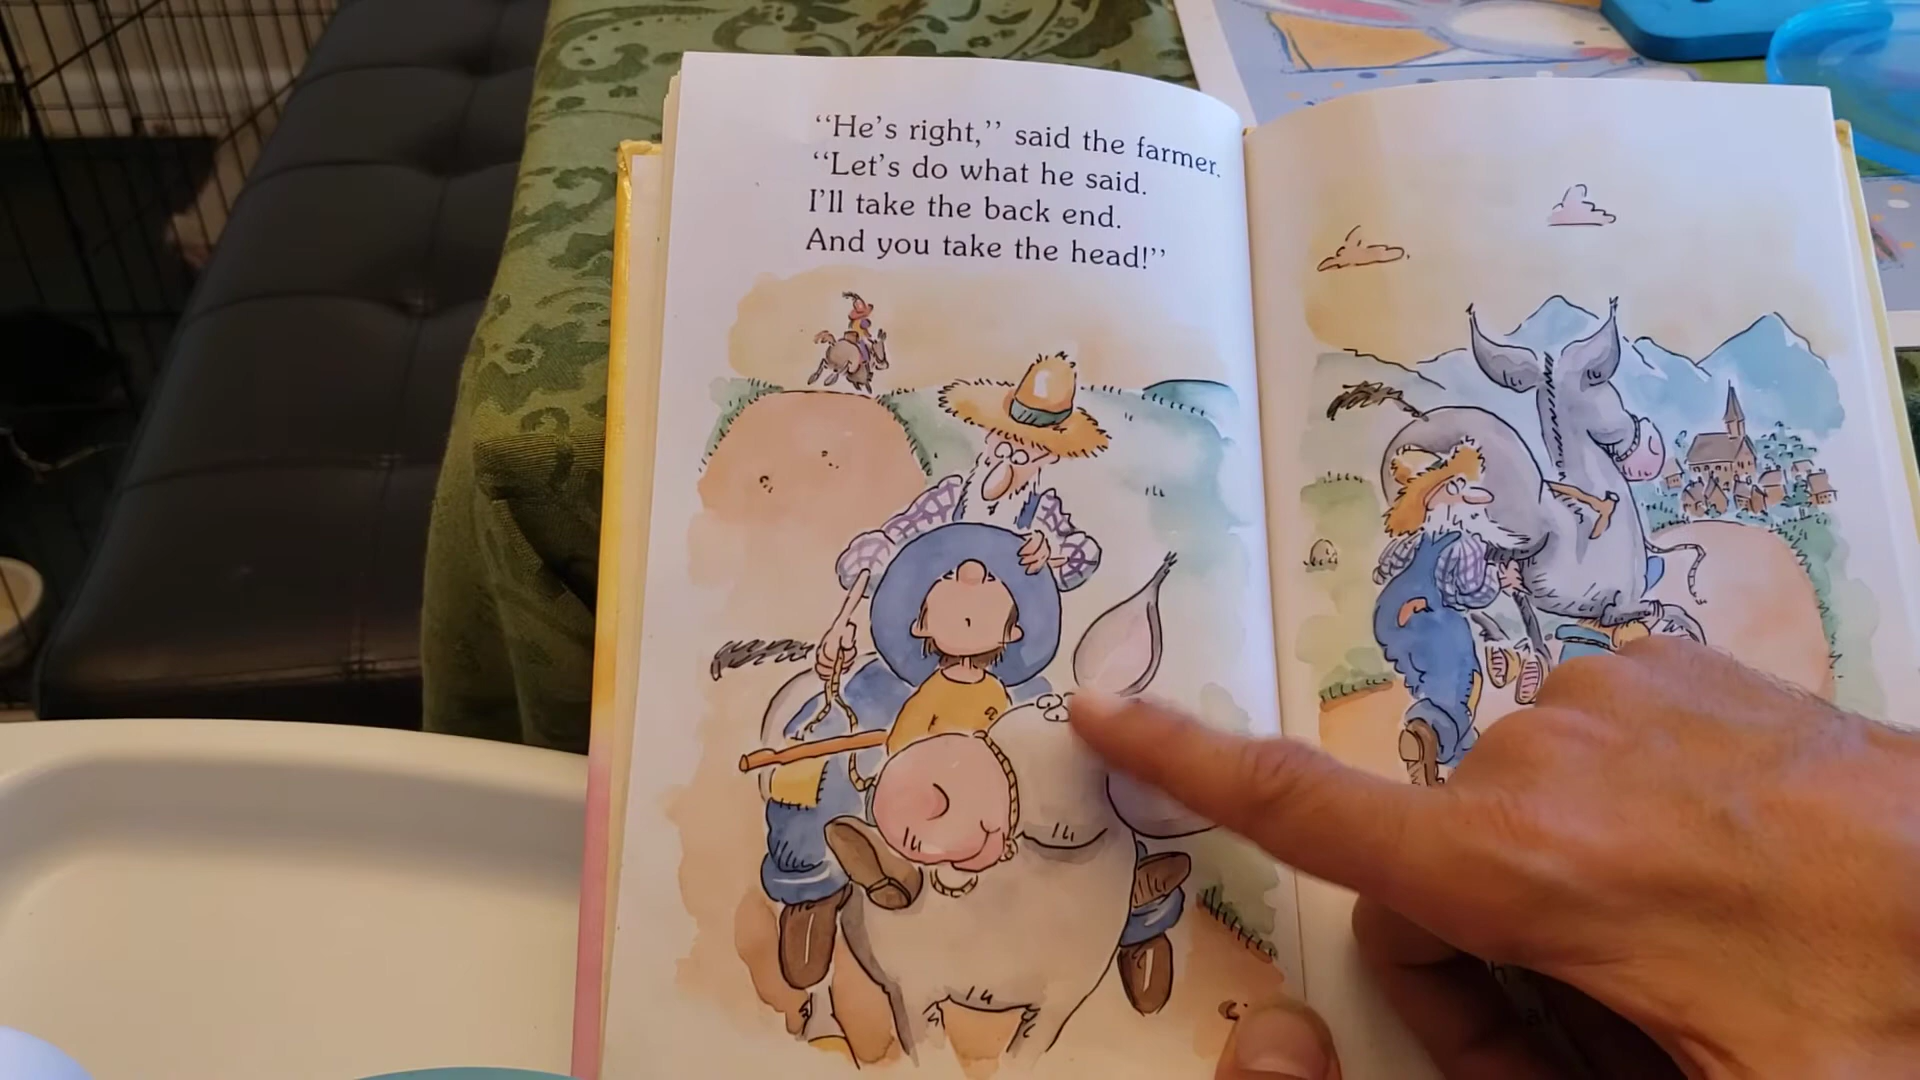 “He’s right,” said the farmer.
“Let’s do what he said.
I’ll take the back end.
And you take the head!”